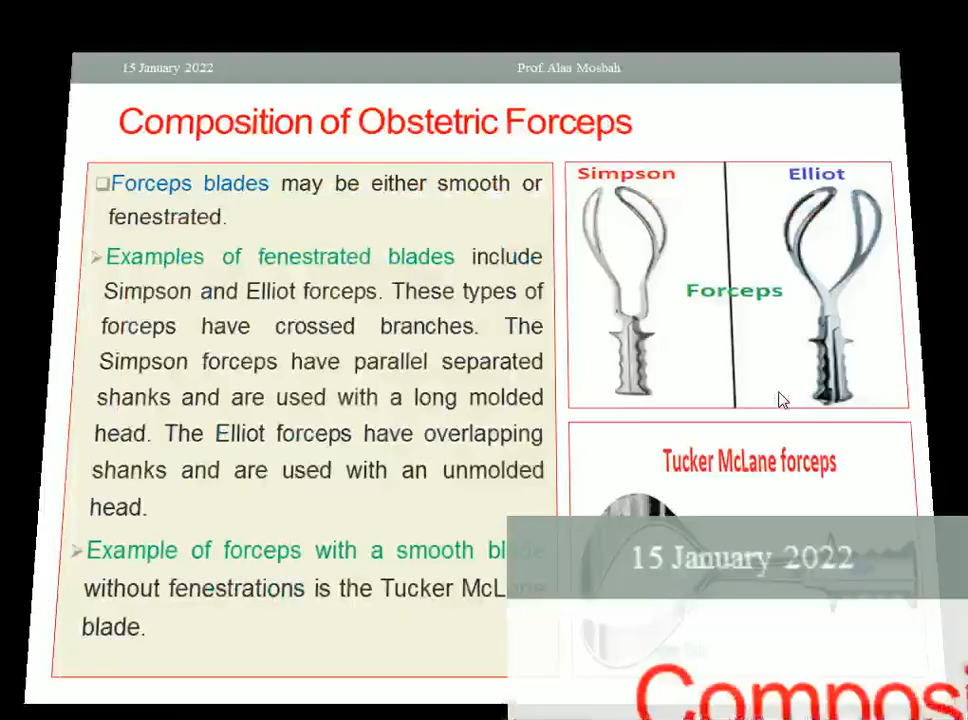 15 January 2022
Prof.Alaa Mosbah
Composition of Obstetric Forceps
Forceps blades may be either smooth or
fenestrated.
Examples of fenestrated blades include
Simpson and Elliot forceps. These types of
forceps have crossed branches. The
Simpson forceps have parallel separated
shanks and are used with a long molded
head. The Elliot forceps have overlapping
shanks and are used with an unmolded
head.
Example of forceps with a smooth blade
without fenestrations is the Tucker McLane
blade.
Simpson
Elliot
Forceps
Tucker McLane forceps
15 January 2022
Composi